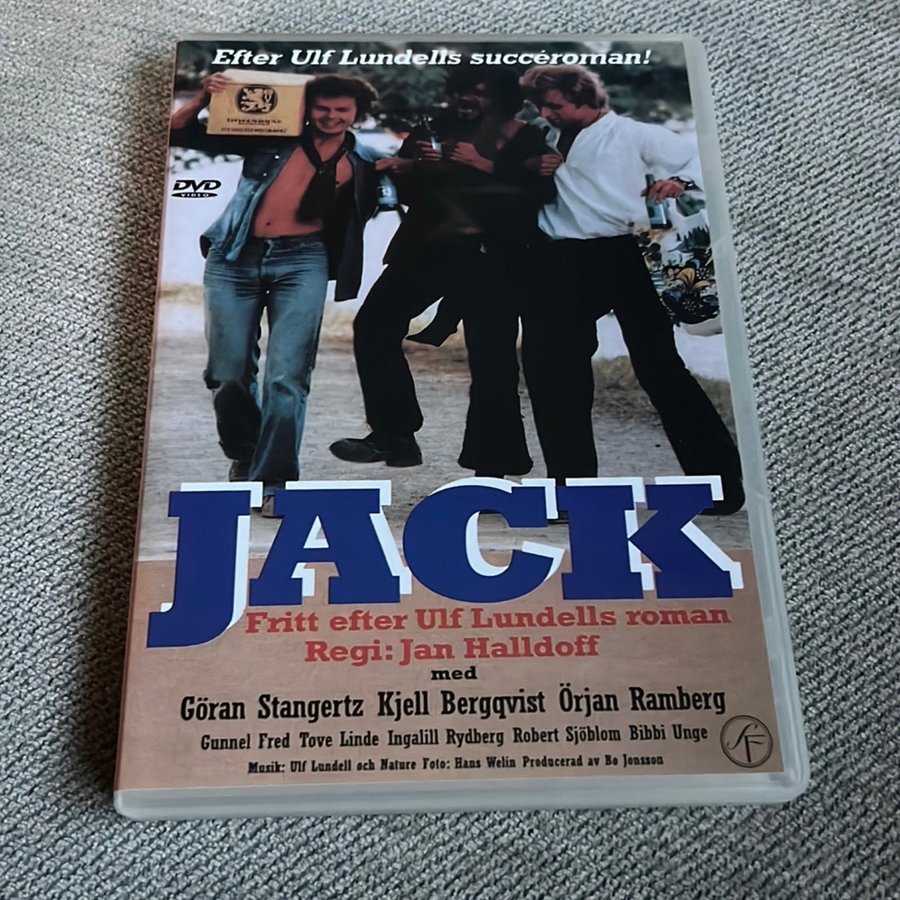 Efter Ulf Lundells succéroman!
DVD
VIDEO
JACK
Fritt efter Ulf Lundells roman
Regi: Jan Halldoff
med
Göran Stangertz Kjell Bergqvist Örjan Ramberg
Gunnel Fred Tove Linde Ingalill Rydberg Robert Sjöblom Bibbi Unge
Musik: Ulf Lundell och Nature Foto: Hans Welin Producerad av Bo Jonsson
SF